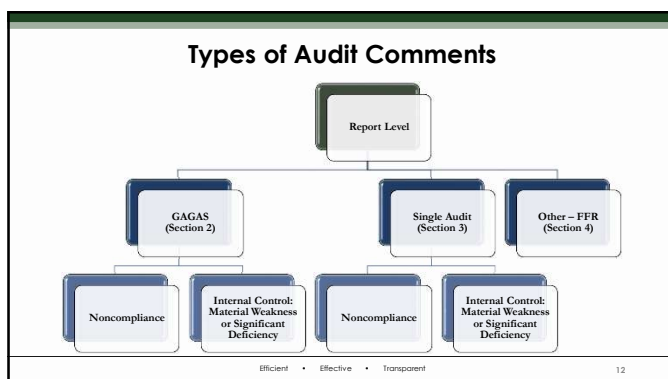 Types of Audit Comments
Report Level
GAGAS
(Section 2)
Single Audit
(Section 3)
Other – FFR
(Section 4)
Noncompliance
Internal Control:
Material Weakness
or Significant
Deficiency
Noncompliance
Internal Control:
Material Weakness
or Significant
Deficiency
Efficient • Effective • Transparent
12